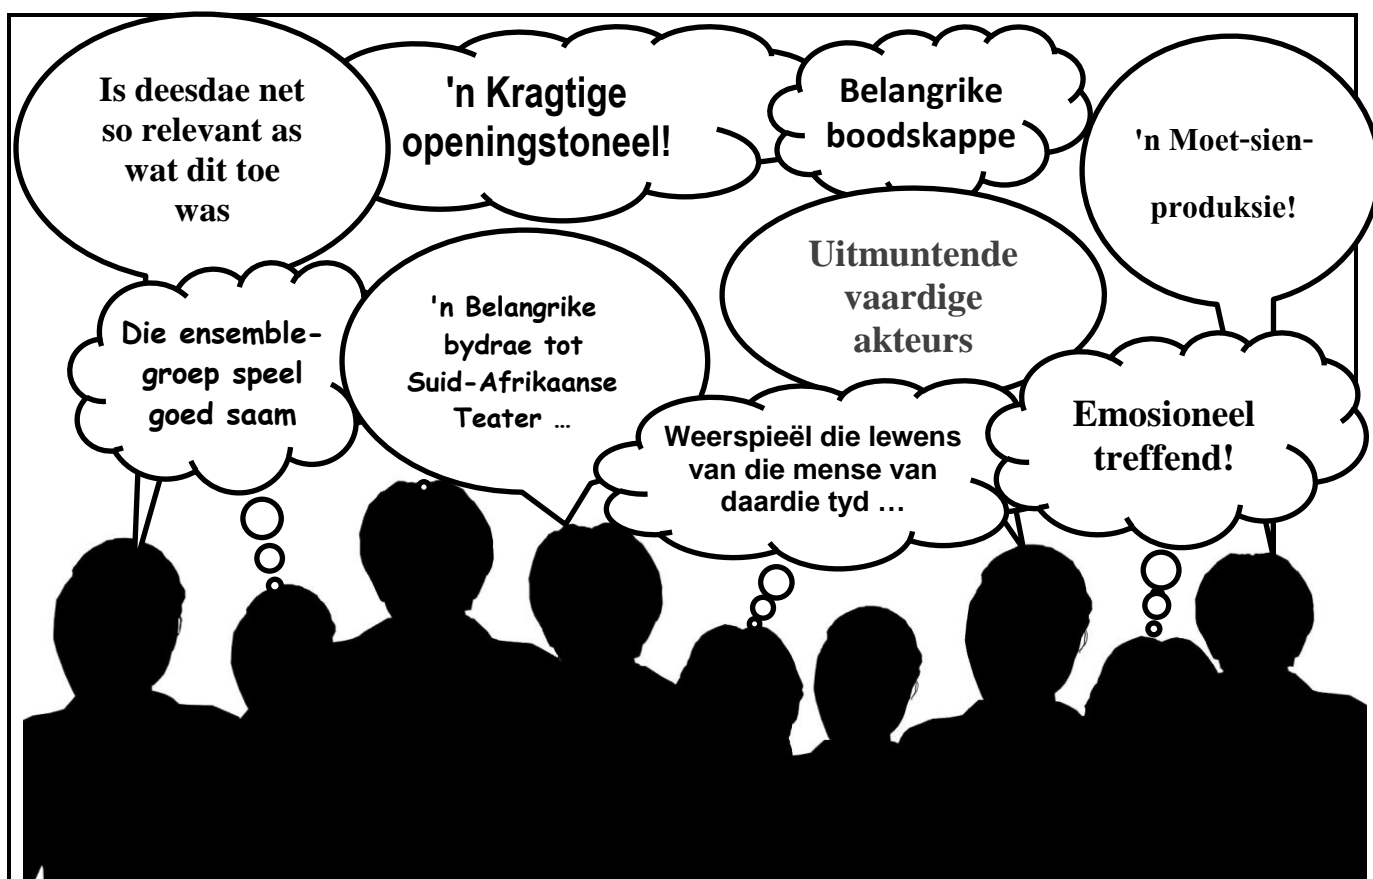 Is deesdae net
so relevant as
wat dit toe
was
'n Kragtige
openingstoneel!
Belangrike
boodskappe
'n Moet-sien-
produksie!
Uitmuntende
vaardige
akteurs
Die ensemble-
groep speel
goed saam
'n Belangrike
bydrae tot
Suid-Afrikaanse
Teater …
Weerspieël die lewens
van die mense van
daardie tyd …
Emosioneel
treffend!